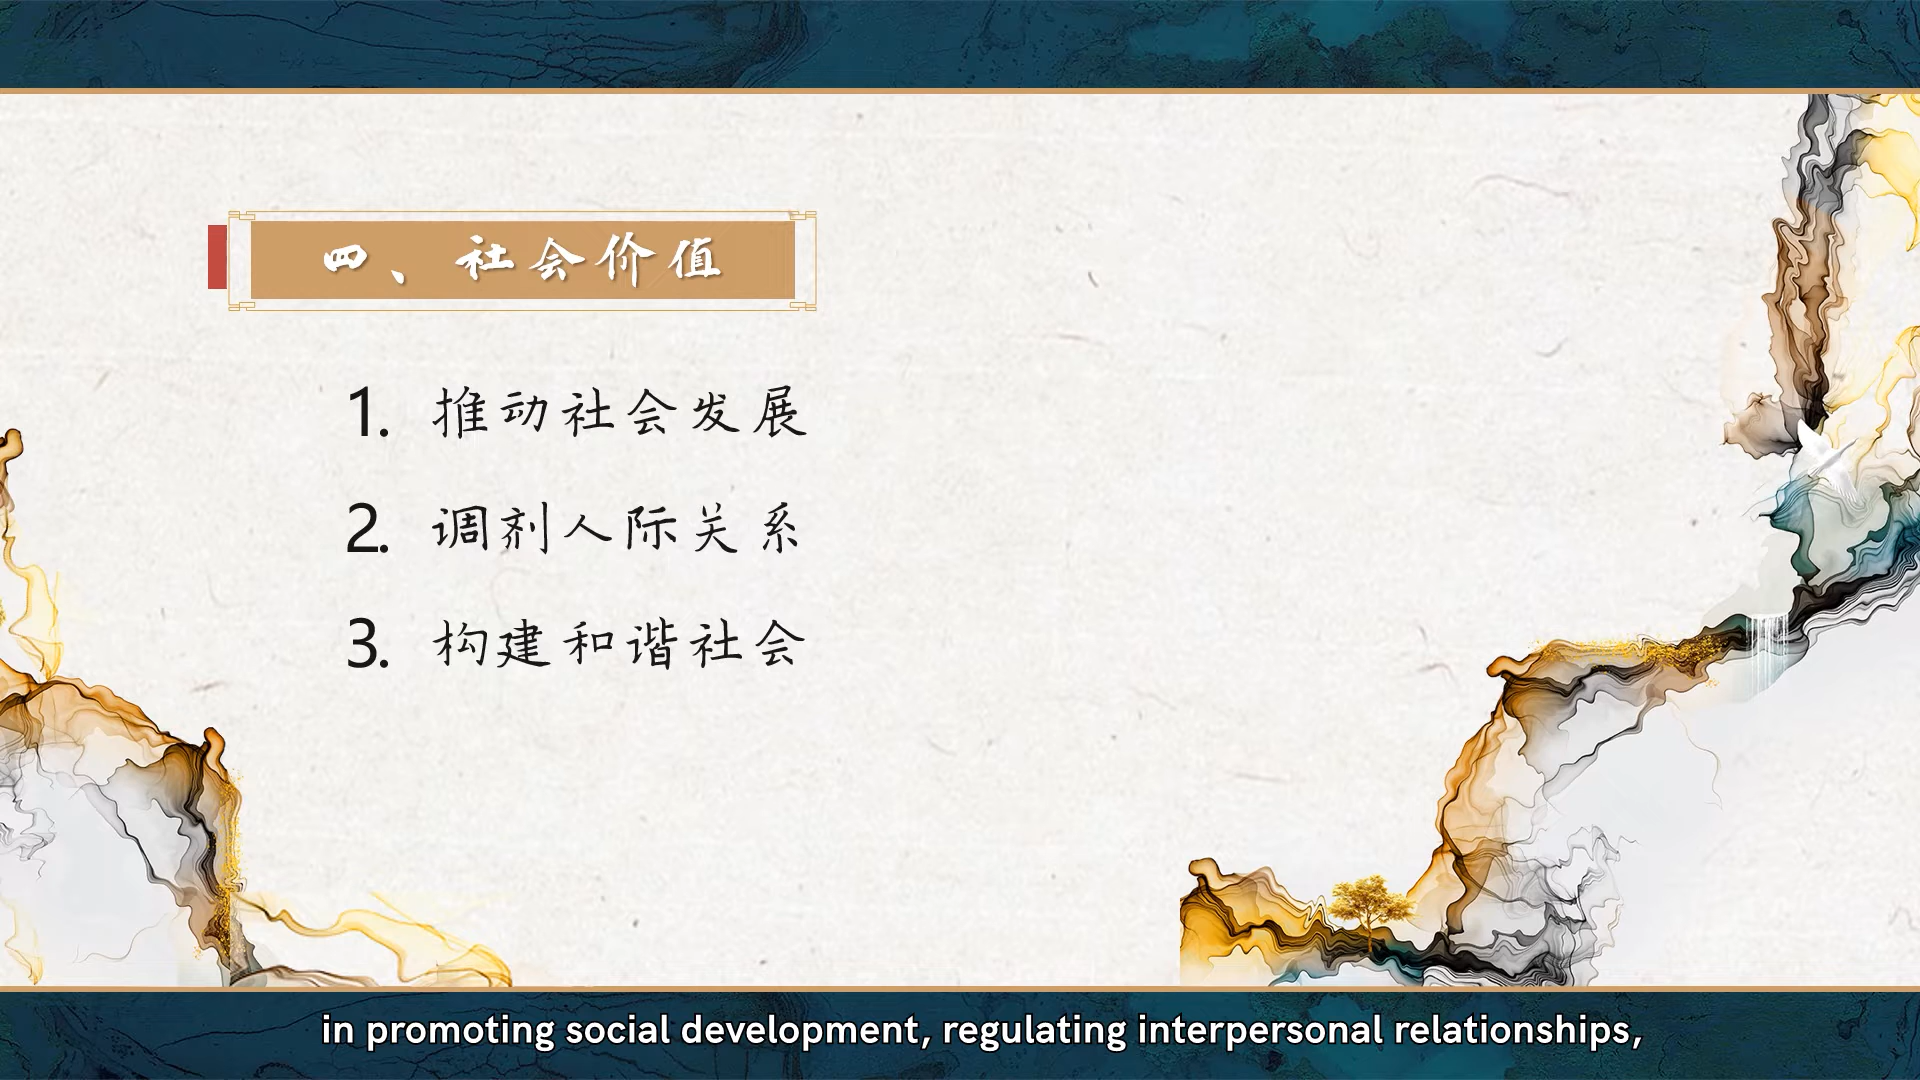 四、社会价值
1. 推动社会发展
2. 调剂人际关系
3. 构建和谐社会
in promoting social development, regulating interpersonal relationships,